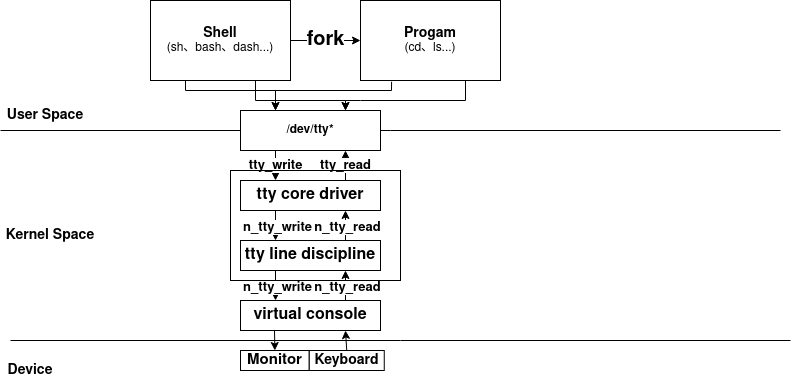 Shell
(sh、bash、dash...)
fork
Progam
(cd、ls...)
User Space
/dev/tty*
tty_write
tty_read
tty core driver
n_tty_write
n_tty_read
Kernel Space
tty line discipline
n_tty_write
n_tty_read
virtual console
Monitor
Keyboard
Device